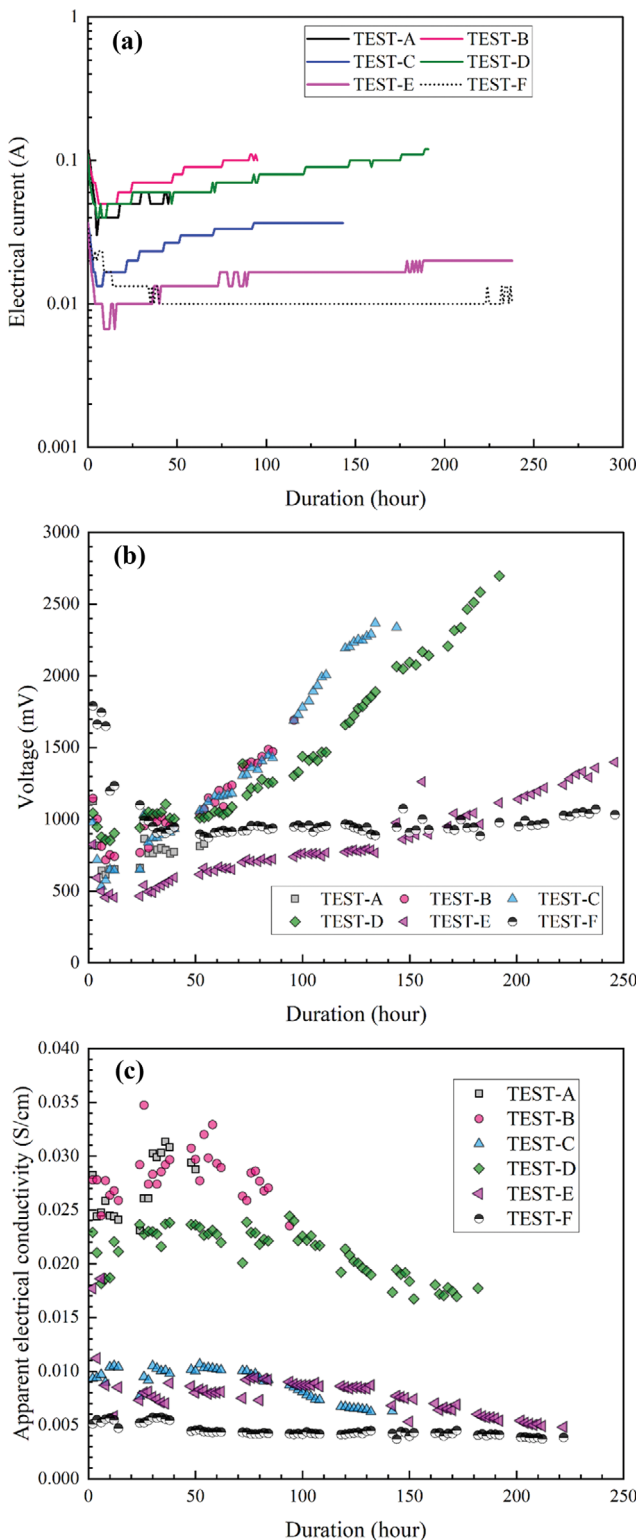 (a)
1
TEST-A TEST-B
TEST-C TEST-D
TEST-E TEST-F
0.1
0.01
0.001
Electrical current (A)
0 50 100 150 200 250 300
Duration (hour)
(b)
3000
2500
2000
1500
1000
500
0
Voltage (mV)
TEST-A TEST-B TEST-C
TEST-D TEST-E TEST-F
0 50 100 150 200 250
Duration (hour)
(c)
0.040
0.035
0.030
0.025
0.020
0.015
0.010
0.005
0.000
Apparent electrical conductivity (S/cm)
TEST-A
TEST-B
TEST-C
TEST-D
TEST-E
TEST-F
0 50 100 150 200 250
Duration (hour)